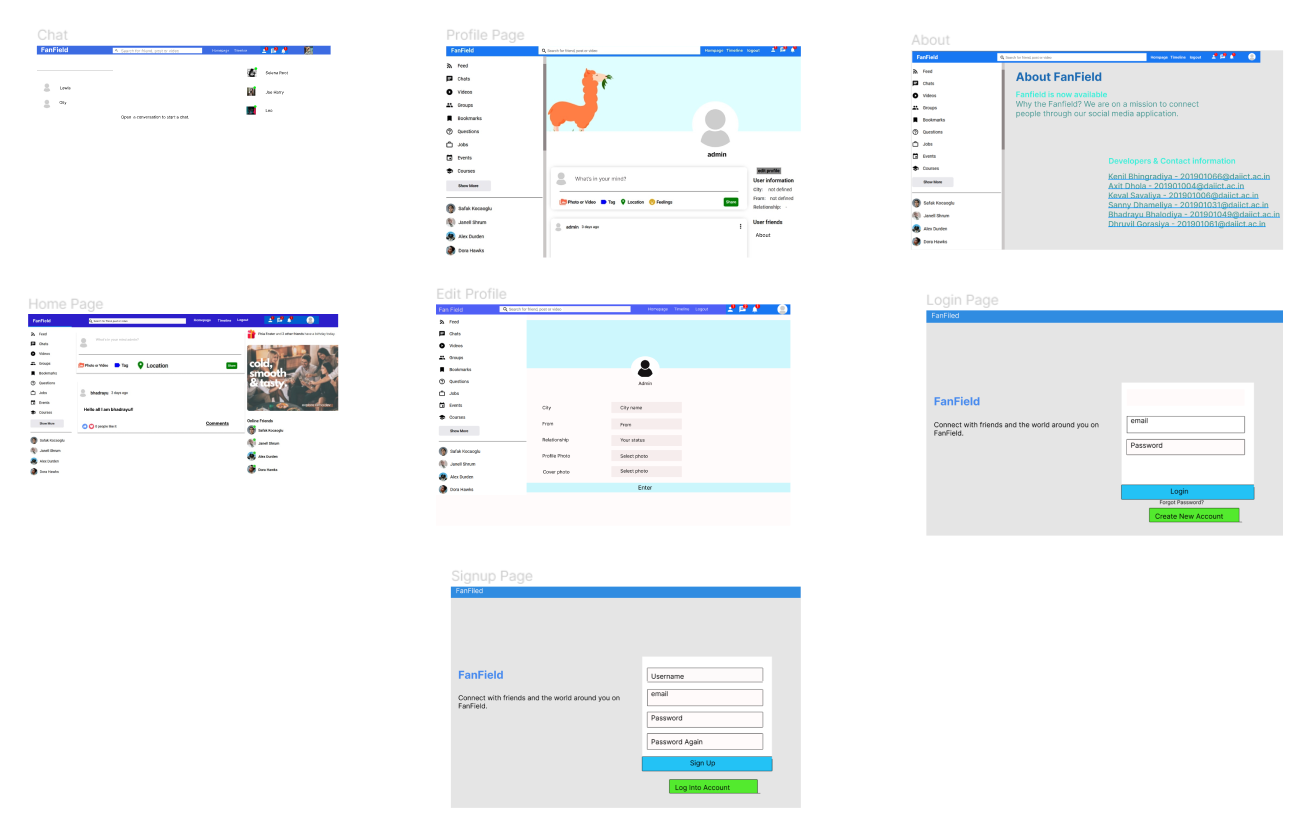 Chat
FanField
Search for friend, post or video
Homepage Timeline
Lewis
City
Open a conversation to start a chat.
Joe Harry
Leo
Profile Page
FanField
Search for friend, post or video
Homepage Timeline logout
Feed
Chats
Videos
Groups
Bookmarks
Questions
Jobs
Events
Courses
Show More
Safak Kocaoglu
Janell Shrum
Alex Durden
Dora Hawks
admin
What's in your mind?
Photo or Video Tag Location Feelings Share
admin 3 days ago
edit profile
User information
City: not defined
From: not defined
Relationship: -
User friends
About
About
FanField
Search for friend, post or video
Homepage Timeline logout
Feed
Chats
Videos
Groups
Bookmarks
Questions
Jobs
Events
Courses
Show More
Safak Kocaoglu
Janell Shrum
Alex Durden
Dora Hawks
About FanField
Fanfield is now available
Why the Fanfield? We are on a mission to connect
people through our social media application.
Developers & Contact information
Kenil Bhingradiya - 201901066@daiict.ac.in
Axit Dhola - 201901004@daiict.ac.in
Keval Savaliya - 201901006@daiict.ac.in
Sanny Dhameliya - 201901031@daiict.ac.in
Bhadrayu Bhalodiya - 201901049@daiict.ac.in
Dhruvil Gorasiya - 201901061@daiict.ac.in
Home Page
FanField
Search for friend, post or video
Homepage Timeline Logout
Feed
Chats
Videos
Groups
Bookmarks
Questions
Jobs
Events
Courses
Show More
Safak Kocaoglu
Janell Shrum
Alex Durden
Dora Hawks
Photo or Video Tag Location Share
bhadrayu 2 days ago
Hello all I am bhadrayu!!
0 people like it Comments
Pola Foster and 3 other friends have a birthday today
cold,
smooth
& tasty.
Online Friends
Safak Kocaoglu
Janell Shrum
Alex Durden
Dora Hawks
Edit Profile
Fan Field
Search for friend, post or video
Homepage Timeline Logout
Feed
Chats
Videos
Groups
Bookmarks
Questions
Jobs
Events
Courses
Show More
Safak Kocaoglu
Janell Shrum
Alex Durden
Dora Hawks
Admin
City City name
From From
Relationship Your status
Profile Photo Select photo
Cover photo Select photo
Enter
Login Page
FanFiled
FanField
Connect with friends and the world around you on
FanField.
email
Password
Login
Forgot Password?
Create New Account
Signup Page
FanFiled
FanField
Connect with friends and the world around you on
FanField.
Username
email
Password
Password Again
Sign Up
Log Into Account